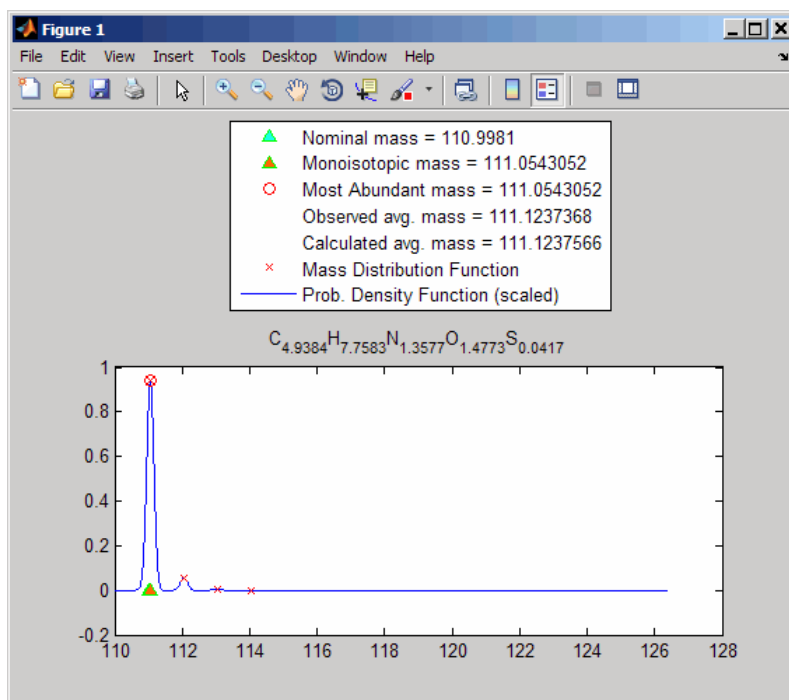 Figure 1
File Edit View Insert Tools Desktop Window Help
Nominal mass = 110.9981
Monoisotopic mass = 111.0543052
Most Abundant mass = 111.0543052
Observed avg. mass = 111.1237368
Calculated avg. mass = 111.1237566
Mass Distribution Function
Prob. Density Function (scaled)
C4.9384H7.7583N1.3577O1.4773S0.0417
1
0.8
0.6
0.4
0.2
0
-0.2
110 112 114 116 118 120 122 124 126 128